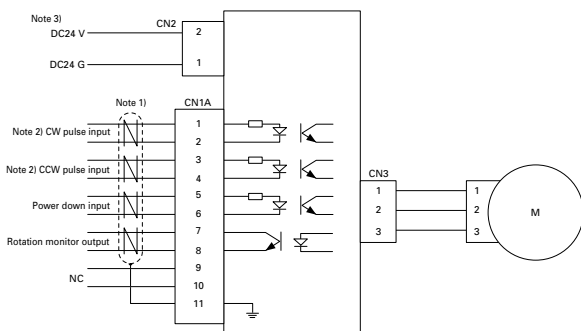 Note 3)
DC24 V
CN2
2
DC24 G
1
Note 1)
CN1A
Note 2) CW pulse input
1
2
Note 2) CCW pulse input
3
4
Power down input
5
6
Rotation monitor output
7
8
NC
9
10
11
CN3
1
2
3
1
2
3
M